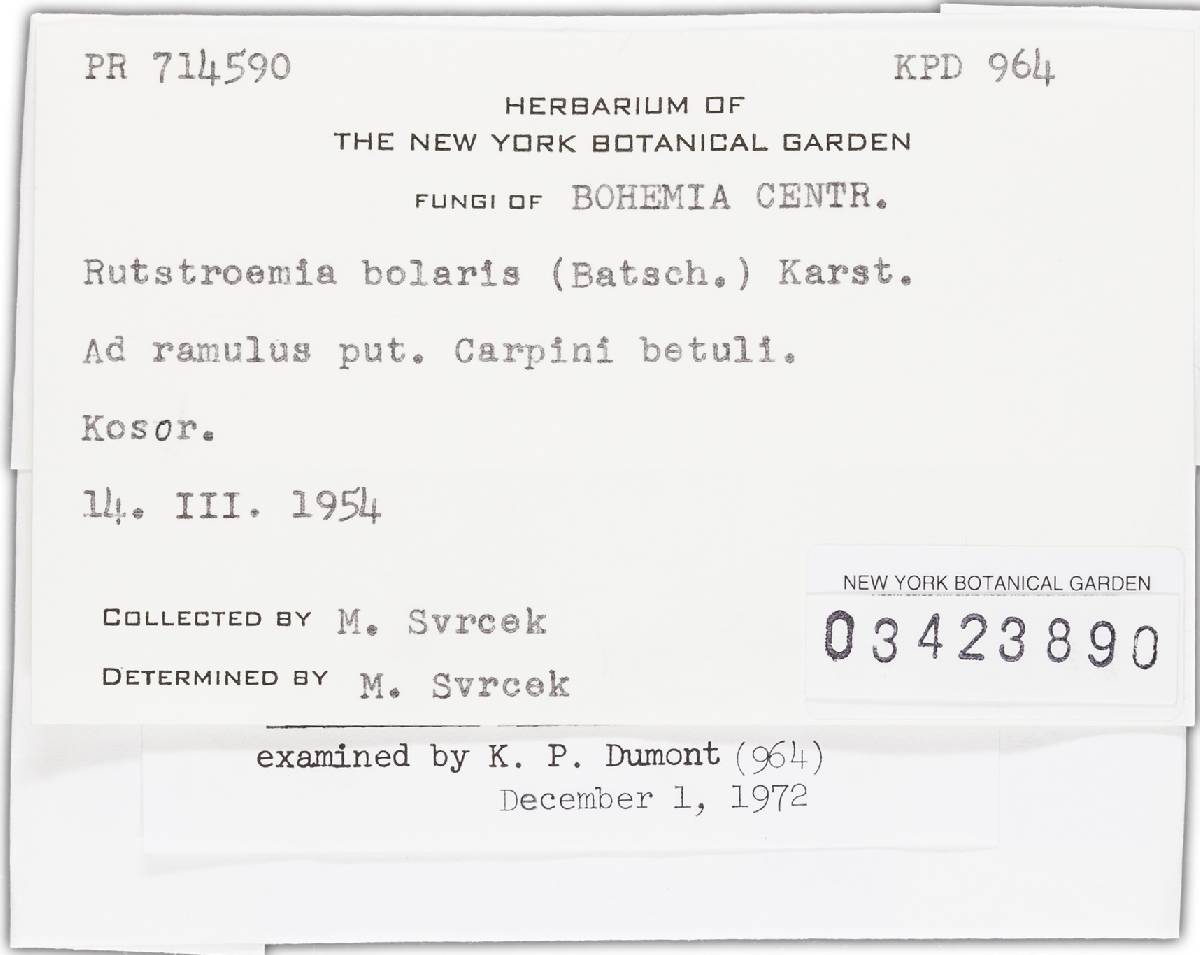 PR 714590 KPD 964
HERBARIUM OF
THE NEW YORK BOTANICAL GARDEN
FUNGI OF BOHEMIA CENTR.
Rutstroemia bolaris (Batsch.) Karst.
Ad ramulus put. Carpini betuli.
Kosor.
14. III. 1954
COLLECTED BY M. Svrcek
DETERMINED BY M. Svrcek
NEW YORK BOTANICAL GARDEN
03423890
examined by K. P. Dumont (964)
December 1, 1972